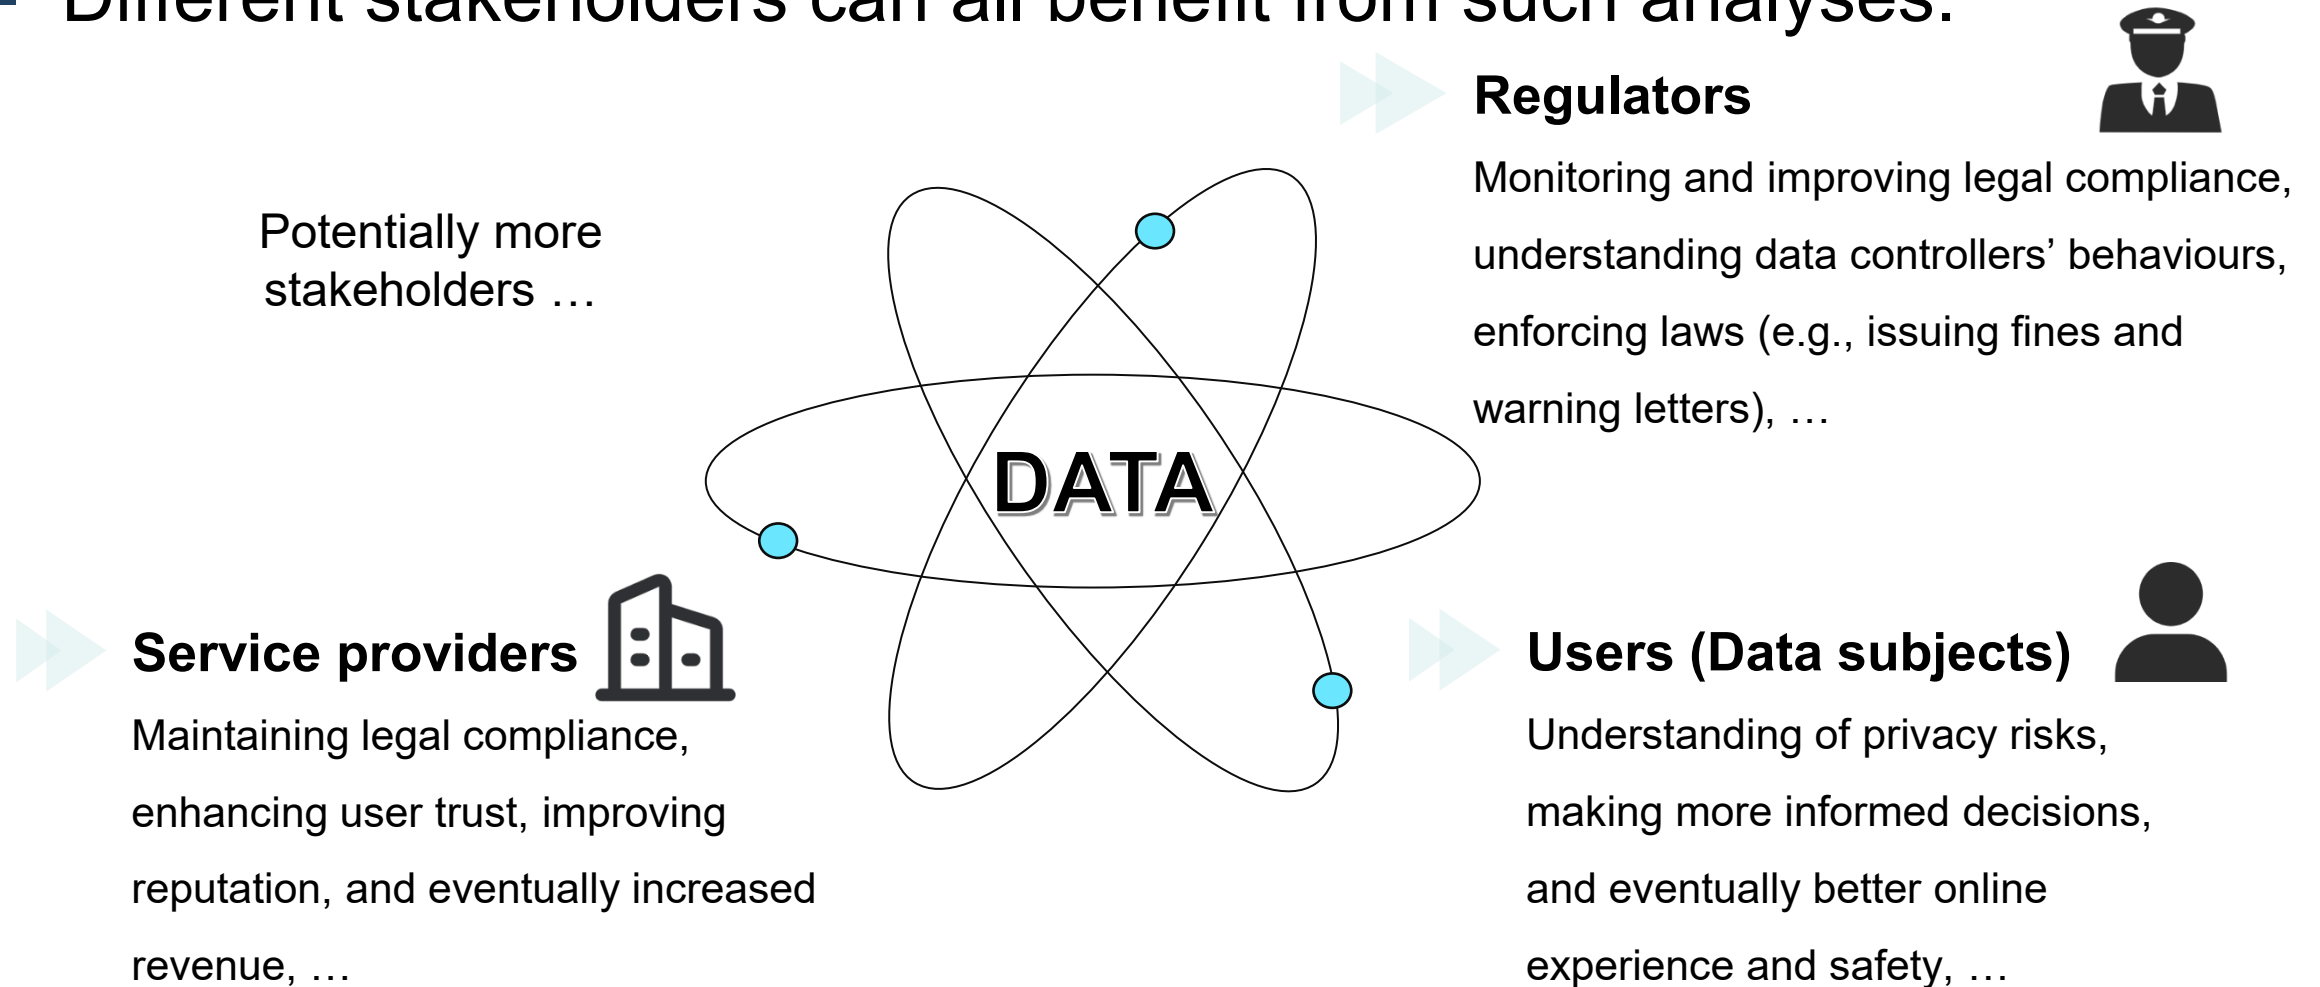 Different stakeholders can all benefit from such analyses.
Regulators
Monitoring and improving legal compliance,
understanding data controllers’ behaviours,
enforcing laws (e.g., issuing fines and
warning letters), …
Potentially more
stakeholders …
DATA
Service providers
Maintaining legal compliance,
enhancing user trust, improving
reputation, and eventually increased
revenue, …
Users (Data subjects)
Understanding of privacy risks,
making more informed decisions,
and eventually better online
experience and safety, …